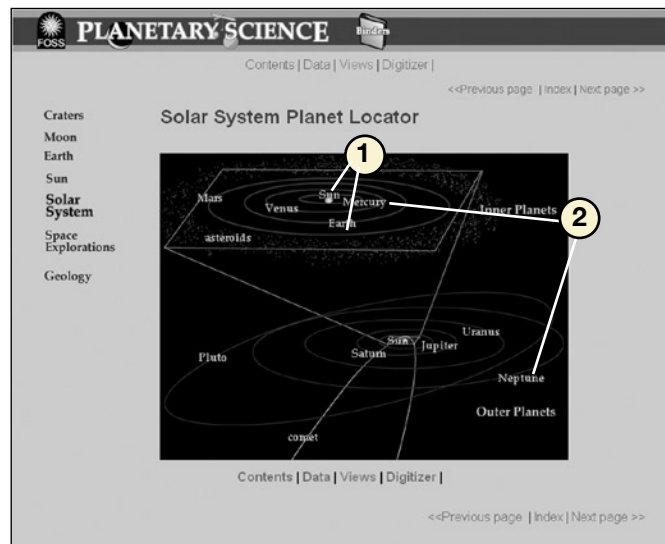 FOSS PLANETARY SCIENCE Binders
Contents | Data | Views | Digitizer |
<<Previous page | Index | Next page >>
Craters
Moon
Earth
Sun
Solar
System
Space
Explorations
Geology
Solar System Planet Locator
1
Sun
Mars
Mercury
Venus
Inner Planets
2
Earth
asteroids
Sun
Uranus
Jupiter
Saturn
Pluto
Neptune
Outer Planets
comet
Contents | Data | Views | Digitizer |
<<Previous page | Index | Next page >>